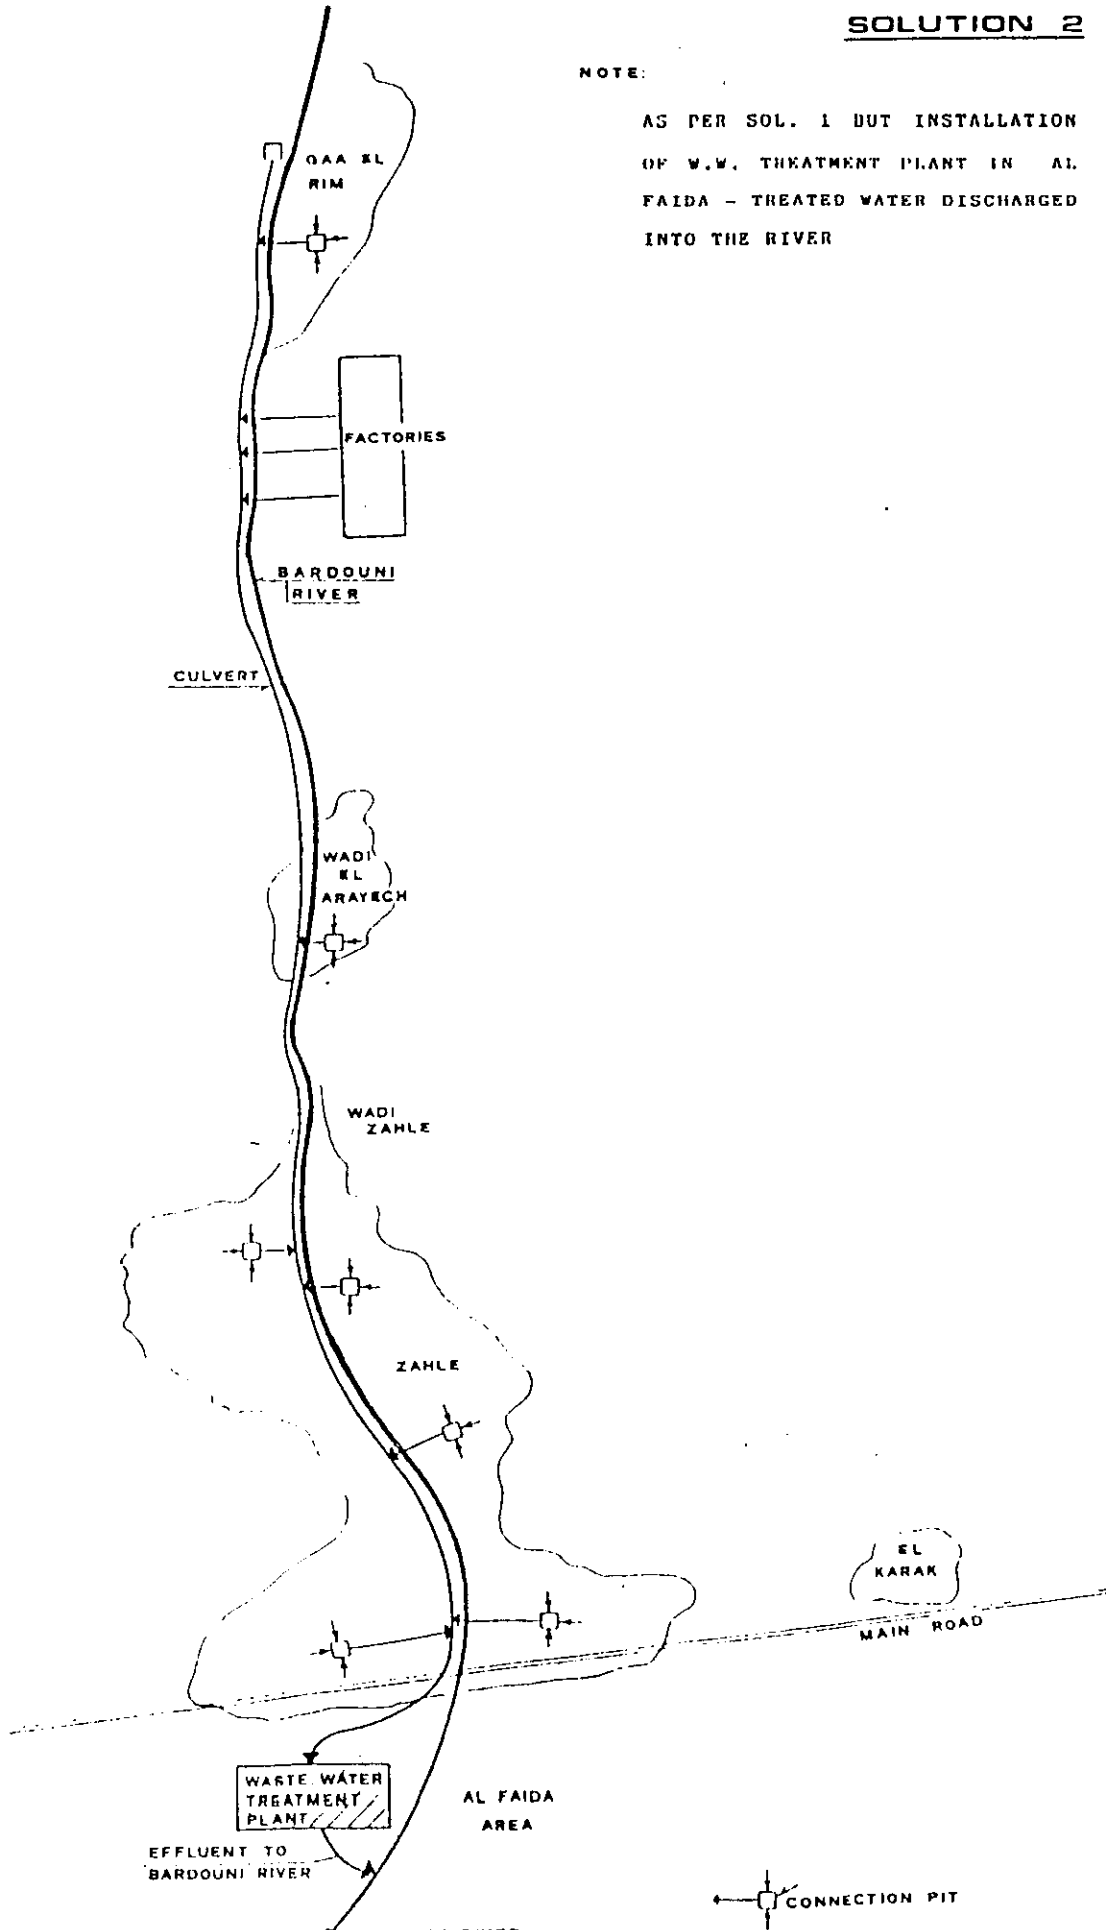 SOLUTION 2
NOTE:
AS PER SOL. 1 BUT INSTALLATION
OF W.W. TREATMENT PLANT IN AL
FAIDA - TREATED WATER DISCHARGED
INTO THE RIVER
QAA EL
RIM
FACTORIES
BARDOUNI
RIVER
CULVERT
WADI
EL
ARAYECH
WADI
ZAHLE
ZAHLE
EL
KARAK
MAIN ROAD
WASTE WATER
TREATMENT
PLANT
AL FAIDA
AREA
EFFLUENT TO
BARDOUNI RIVER
CONNECTION PIT